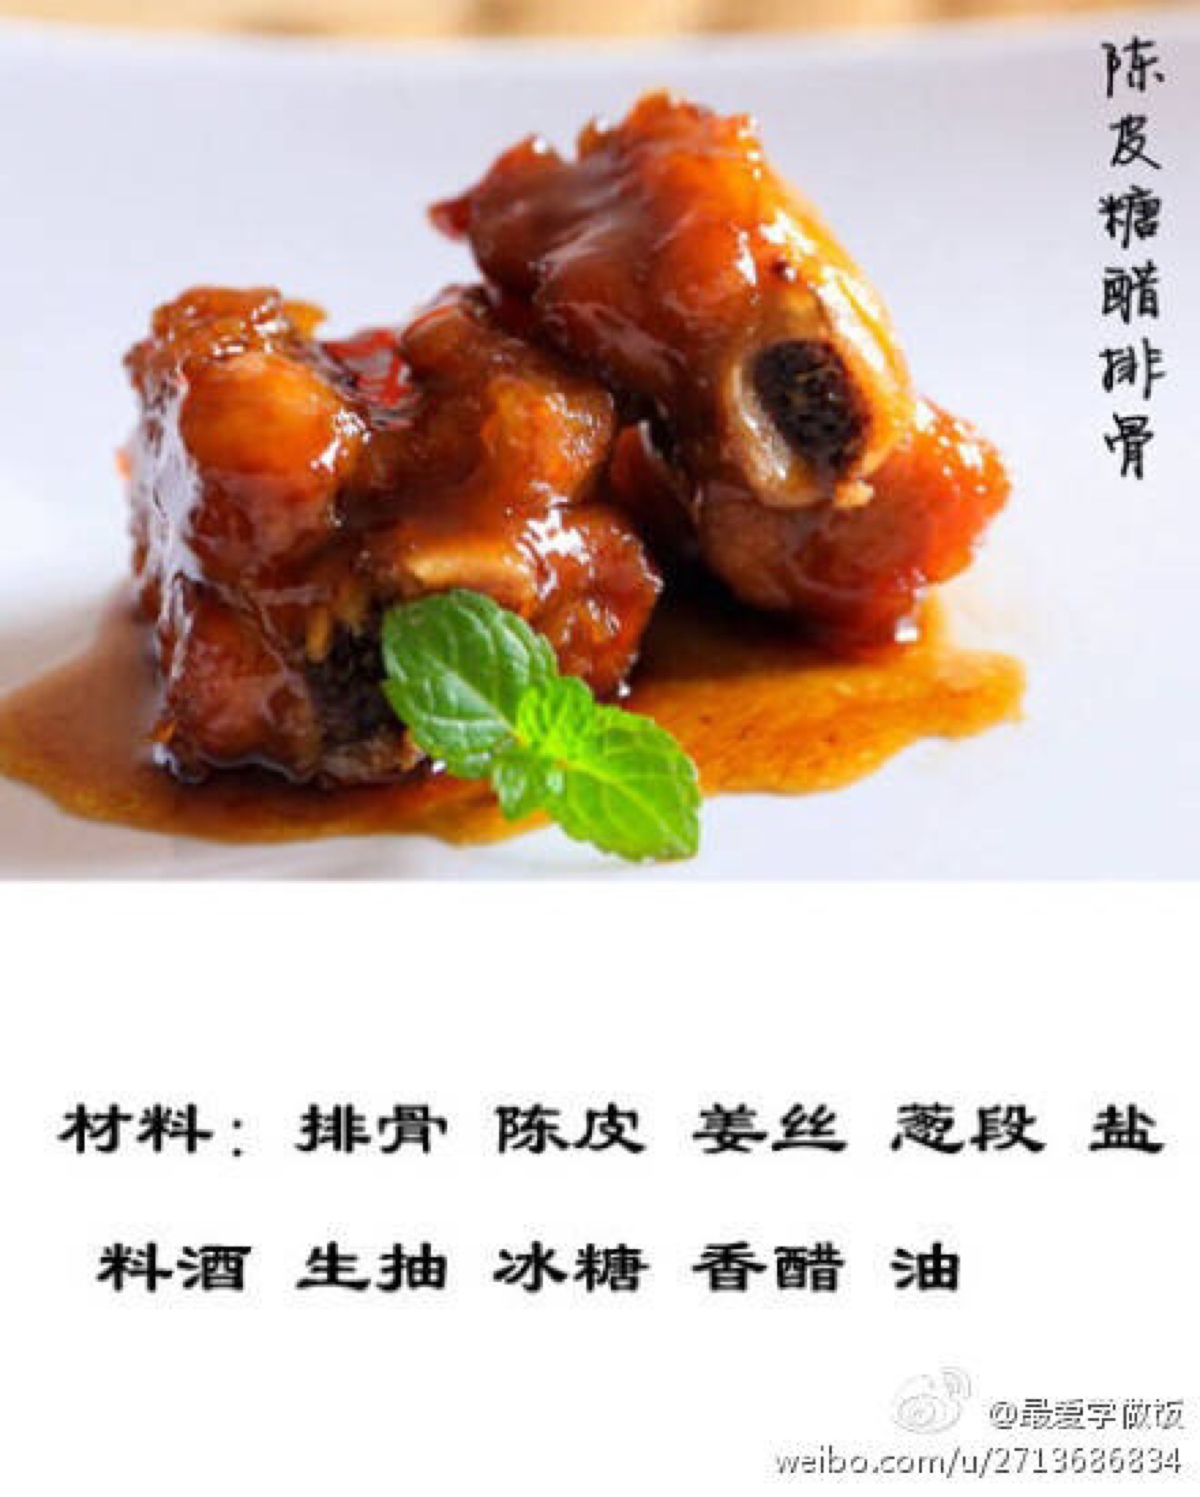 陈皮糖醋排骨
材料：排骨 陈皮 姜丝 葱段 盐
料酒 生抽 冰糖 香醋 油
@最爱学做饭
weibo.com/u/2713686834